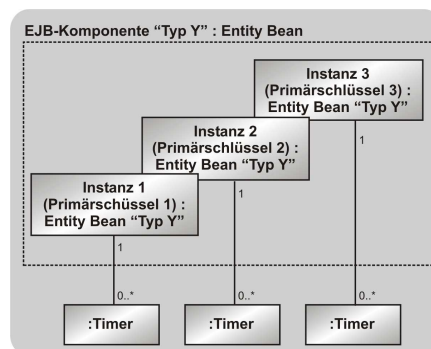 EJB-Komponente “Typ Y” : Entity Bean
Instanz 3
(Primärschlüssel 3) :
Entity Bean “Typ Y”
Instanz 2
(Primärschlüssel 2) :
Entity Bean “Typ Y”
Instanz 1
(Primärschüssel 1) :
Entity Bean “Typ Y”
1
1
1
0..*
0..*
0..*
:Timer
:Timer
:Timer